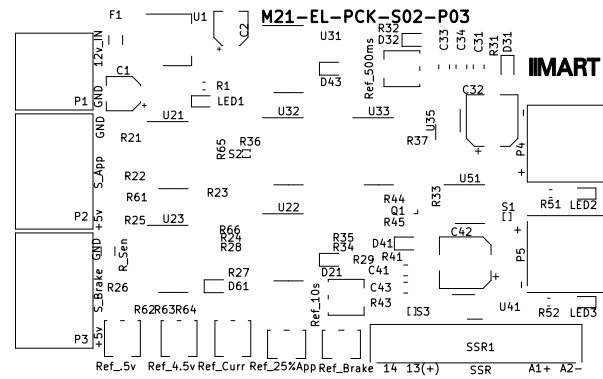 M21-EL-PCK-S02-P03
F1
U1
C2
U31
R32
D32
C33
C34
C31
R31
D31
IIMART
12v_IN
GND
P1
C1
R1
LED1
D43
Ref_500ms
C32
GND
U21
U32
U33
U35
R21
R65
R36
S2
R37
P4
+
S_App
R22
R61
R23
R44
Q1
R45
R33
U51
S1
R51
LED2
P2
+5v
R25
U23
U22
R66
R24
R28
R35
R34
R29
D41
R41
C42
P5
+
GND
R_Sen
S_Brake
R26
R27
D61
D21
Ref_10s
C41
C43
R43
S3
U41
R52
LED3
P3
+5v
R62
R63
R64
SSR1
Ref_.5v
Ref_4.5v
Ref_Curr
Ref_25%App
Ref_Brake
14
13(+)
SSR
A1+
A2-